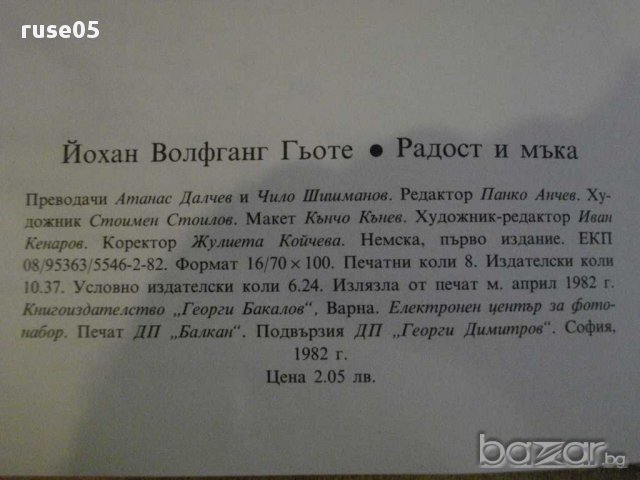 ruse05
Йохан Волфганг Гьоте ● Радост и мъка
Преводачи Атанас Далчев и Чило Шишманов. Редактор Панко Анчев. Ху-
дожник Стоимен Стоилов. Макет Кънчо Кънев. Художник-редактор Иван
Кенаров. Коректор Жулиета Койчева. Немска, първо издание. ЕКП
08/95363/5546-2-82. Формат 16/70×100. Печатни коли 8. Издателски коли
10.37. Условно издателски коли 6.24. Излязла от печат м. април 1982 г.
Книгоиздателство „Георги Бакалов", Варна. Електронен център за фото-
набор. Печат ДП „Балкан". Подвързия ДП „Георги Димитров". София,
1982 г.
Цена 2.05 лв.
bazar.bg